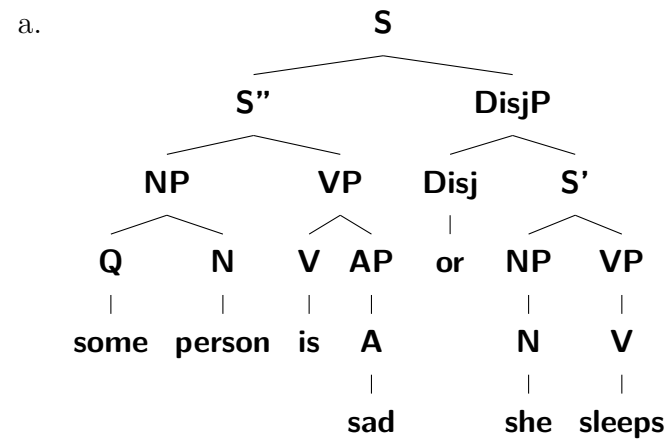 a. S
S" DisjP
NP VP Disj S'
Q N V AP or NP VP
some person is A N V
sad she sleeps